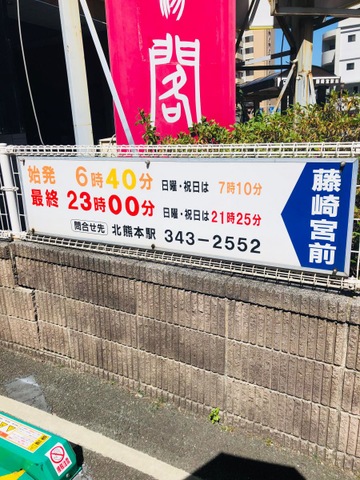 閣
始発 6時40分 日曜・祝日は 7時10分
最終 23時00分 日曜・祝日は 21時25分
問合せ先 北熊本駅 343-2552
藤崎宮前